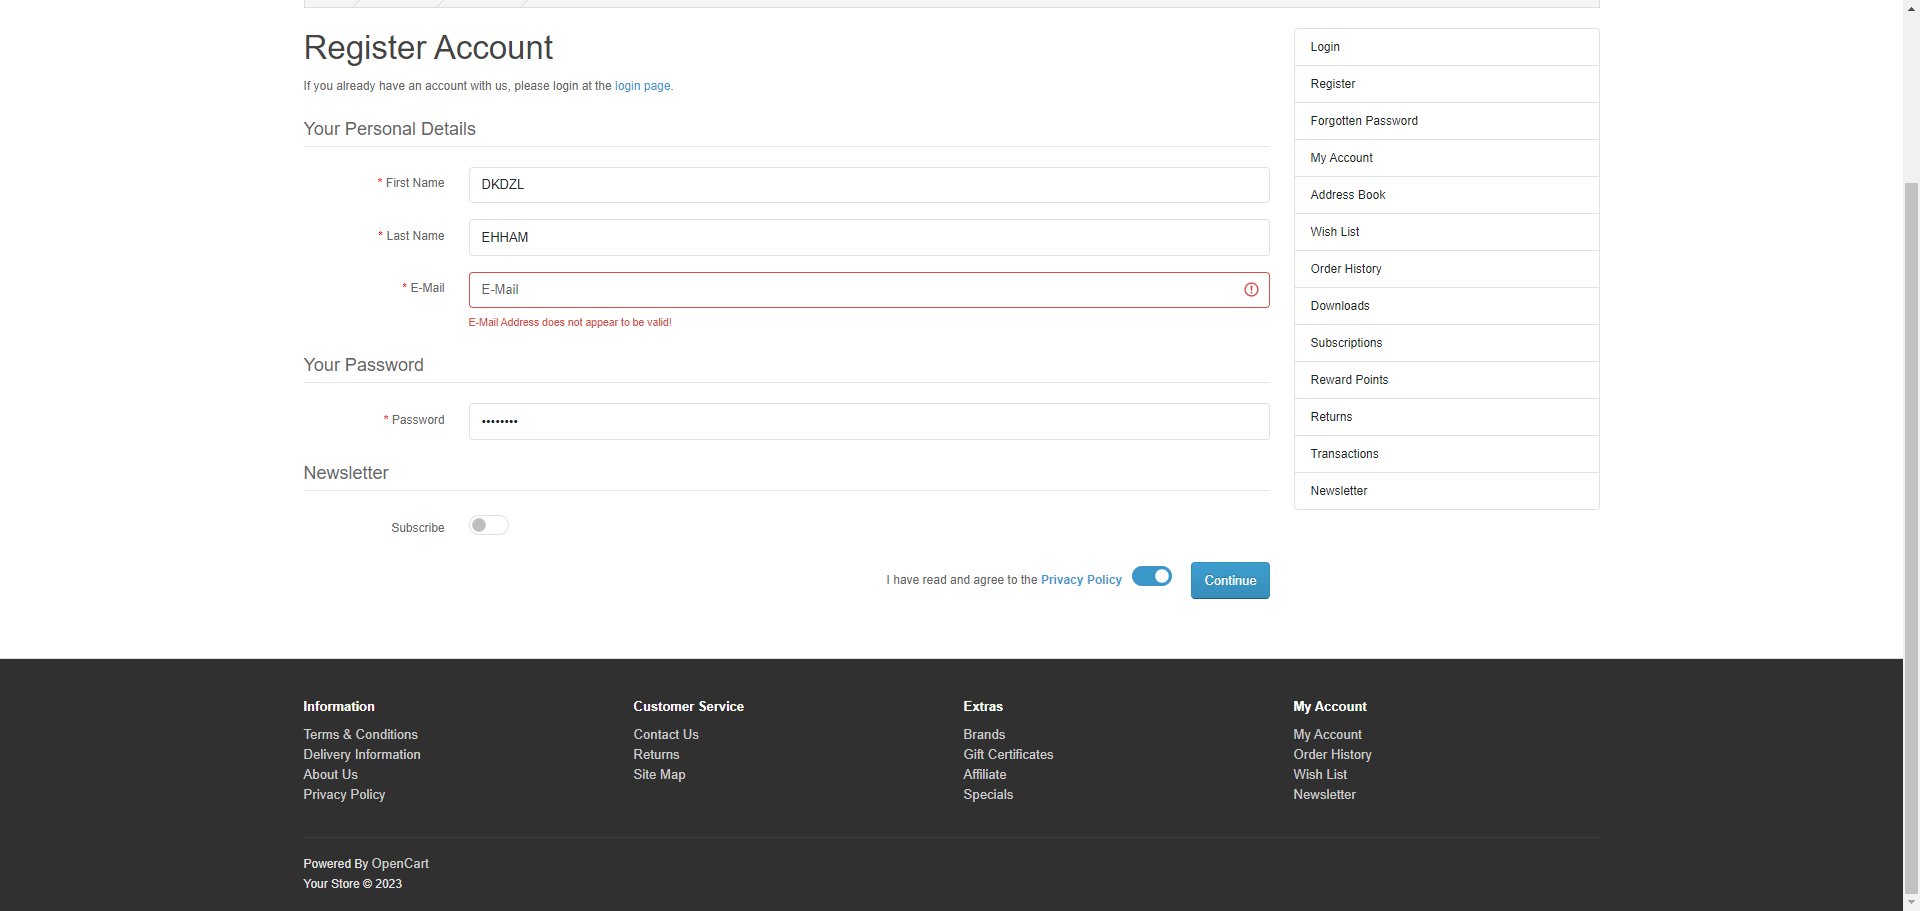 Register Account
If you already have an account with us, please login at the login page.
Your Personal Details
* First Name
DKDZL
* Last Name
EHHAM
* E-Mail
E-Mail
E-Mail Address does not appear to be valid!
Your Password
* Password
••••••••
Newsletter
Subscribe
I have read and agree to the Privacy Policy
Continue
Login
Register
Forgotten Password
My Account
Address Book
Wish List
Order History
Downloads
Subscriptions
Reward Points
Returns
Transactions
Newsletter
Information
Terms & Conditions
Delivery Information
About Us
Privacy Policy
Customer Service
Contact Us
Returns
Site Map
Extras
Brands
Gift Certificates
Affiliate
Specials
My Account
My Account
Order History
Wish List
Newsletter
Powered By OpenCart
Your Store © 2023